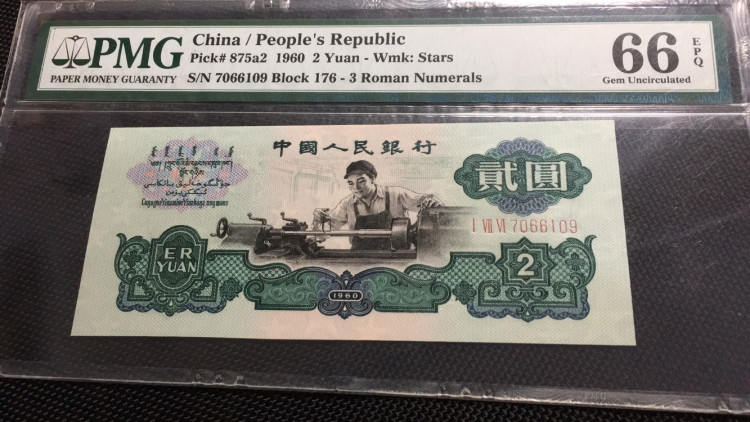 PMG
PAPER MONEY GUARANTY
China / People's Republic
Pick# 875a2 1960 2 Yuan - Wmk: Stars
S/N 7066109 Block 176 - 3 Roman Numerals
66 EPQ
Gem Uncirculated
中國人民銀行
貳圓
I VII VI 7066109
ER
YUAN
2
1960